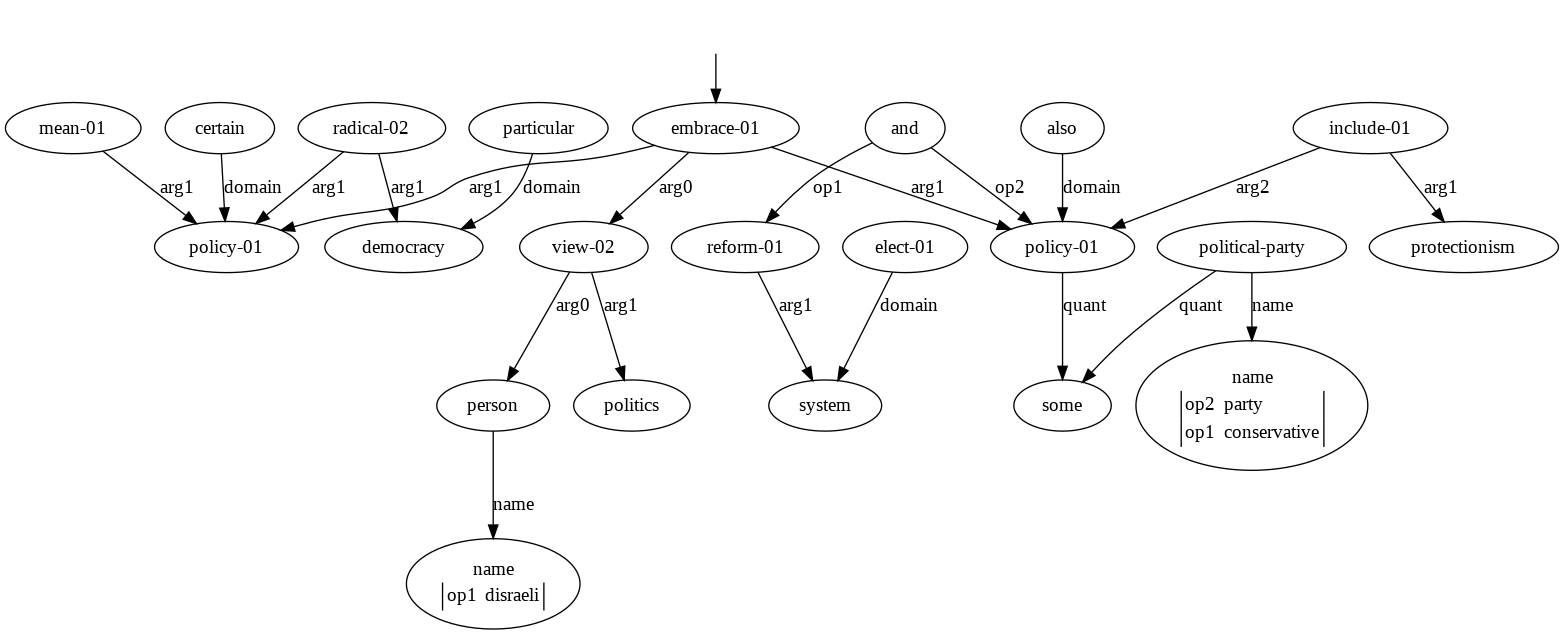 mean-01
certain
radical-02
particular
embrace-01
and
also
include-01
arg1
domain
arg1
arg1
arg1
domain
arg0
arg1
op1
op2
domain
arg2
arg1
policy-01
democracy
view-02
reform-01
elect-01
policy-01
political-party
protectionism
arg0
arg1
arg1
domain
quant
quant
name
person
politics
system
some
name
op2 party
op1 conservative
name
name
op1 disraeli